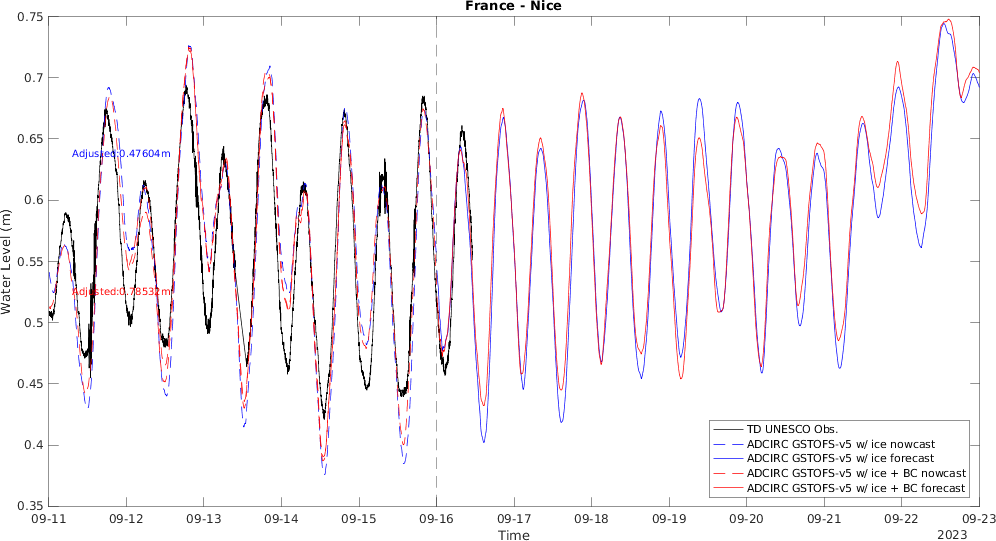 France - Nice
0.75
0.7
0.65
0.6
0.55
0.5
0.45
0.4
0.35
Water Level (m)
Adjusted:0.47604m
Adjusted:0.78532m
TD UNESCO Obs.
ADCIRC GSTOFS-v5 w/ ice nowcast
ADCIRC GSTOFS-v5 w/ ice forecast
ADCIRC GSTOFS-v5 w/ ice + BC nowcast
ADCIRC GSTOFS-v5 w/ ice + BC forecast
09-11 09-12 09-13 09-14 09-15 09-16 09-17 09-18 09-19 09-20 09-21 09-22 09-23
Time
2023